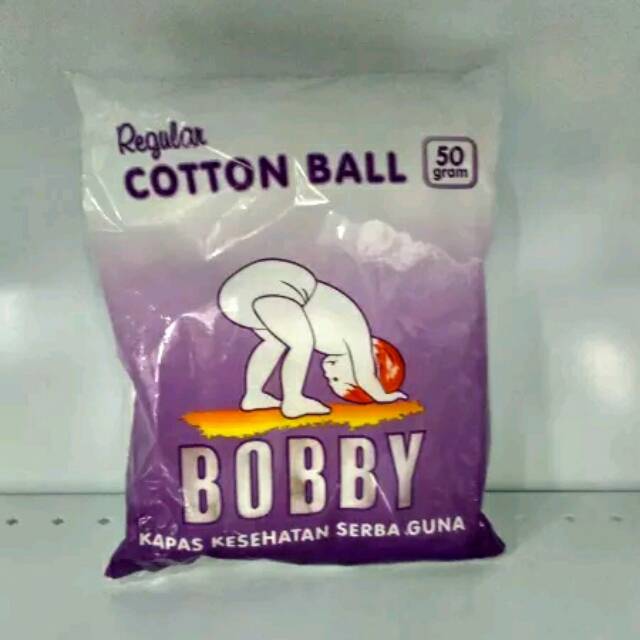 Regular
COTTON BALL
50
gram
BOBBY
KAPAS KESEHATAN SERBA GUNA